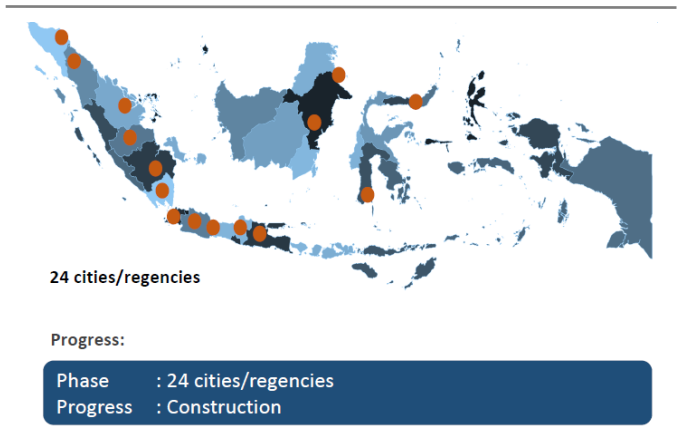 24 cities/regencies
Progress:
Phase : 24 cities/regencies
Progress : Construction